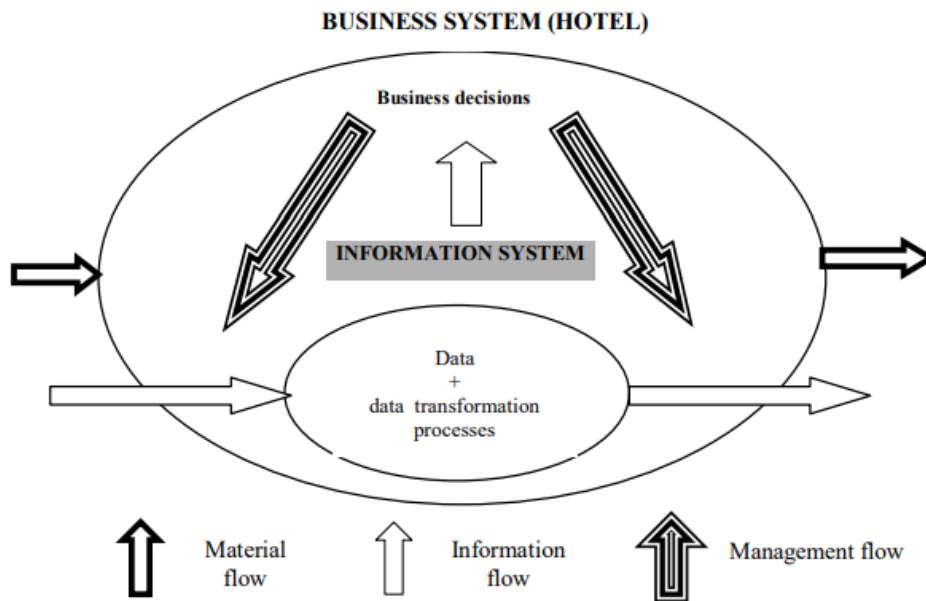 BUSINESS SYSTEM (HOTEL)
Business decisions
INFORMATION SYSTEM
Data
+
data transformation
processes
Material
flow
Information
flow
Management flow